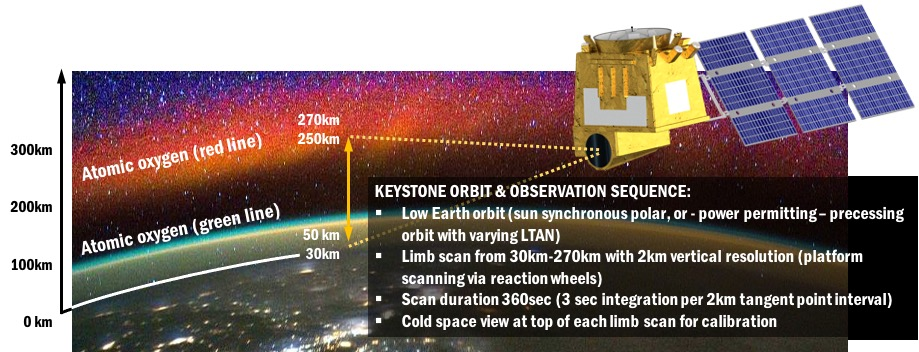 270km
250km
300km
Atomic oxygen (red line)
KEYSTONE ORBIT & OBSERVATION SEQUENCE:
200km
Atomic oxygen (green line)
▪ Low Earth orbit (sun synchronous polar, or - power permitting – precessing
orbit with varying LTAN)
50 km
30km
▪ Limb scan from 30km-270km with 2km vertical resolution (platform
scanning via reaction wheels)
100km
▪ Scan duration 360sec (3 sec integration per 2km tangent point interval)
▪ Cold space view at top of each limb scan for calibration
0 km